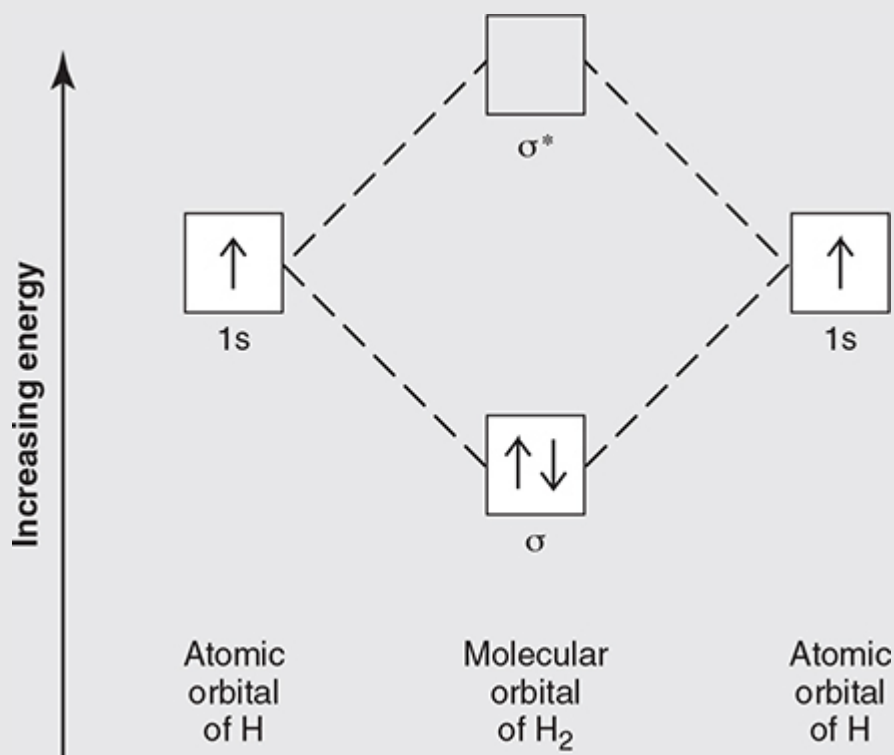 σ*
↑
1s
↑
1s
↑↓
σ
Increasing energy
Atomic
orbital
of H
Molecular
orbital
of H₂
Atomic
orbital
of H